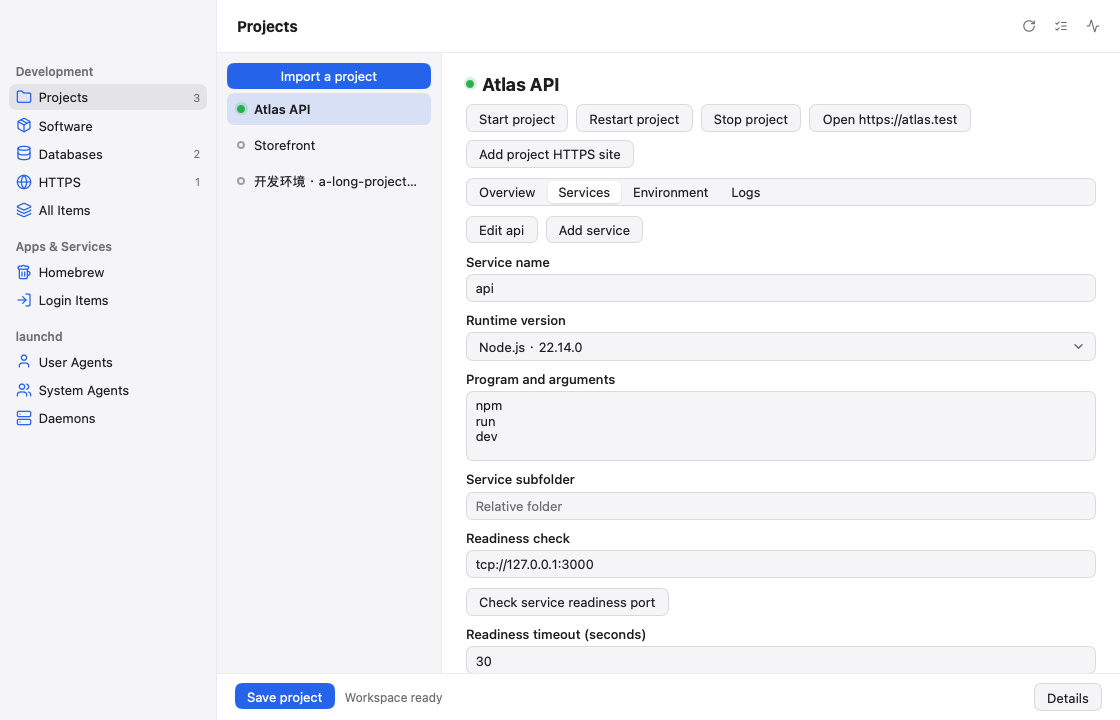 Projects
Development
Projects 3
Software
Databases 2
HTTPS 1
All Items
Apps & Services
Homebrew
Login Items
launchd
User Agents
System Agents
Daemons
Import a project
Atlas API
Storefront
开发环境 · a-long-project...
Atlas API
Start project Restart project Stop project Open https://atlas.test
Add project HTTPS site
Overview Services Environment Logs
Edit api Add service
Service name
api
Runtime version
Node.js · 22.14.0
Program and arguments
npm
run
dev
Service subfolder
Relative folder
Readiness check
tcp://127.0.0.1:3000
Check service readiness port
Readiness timeout (seconds)
30
Save project Workspace ready Details